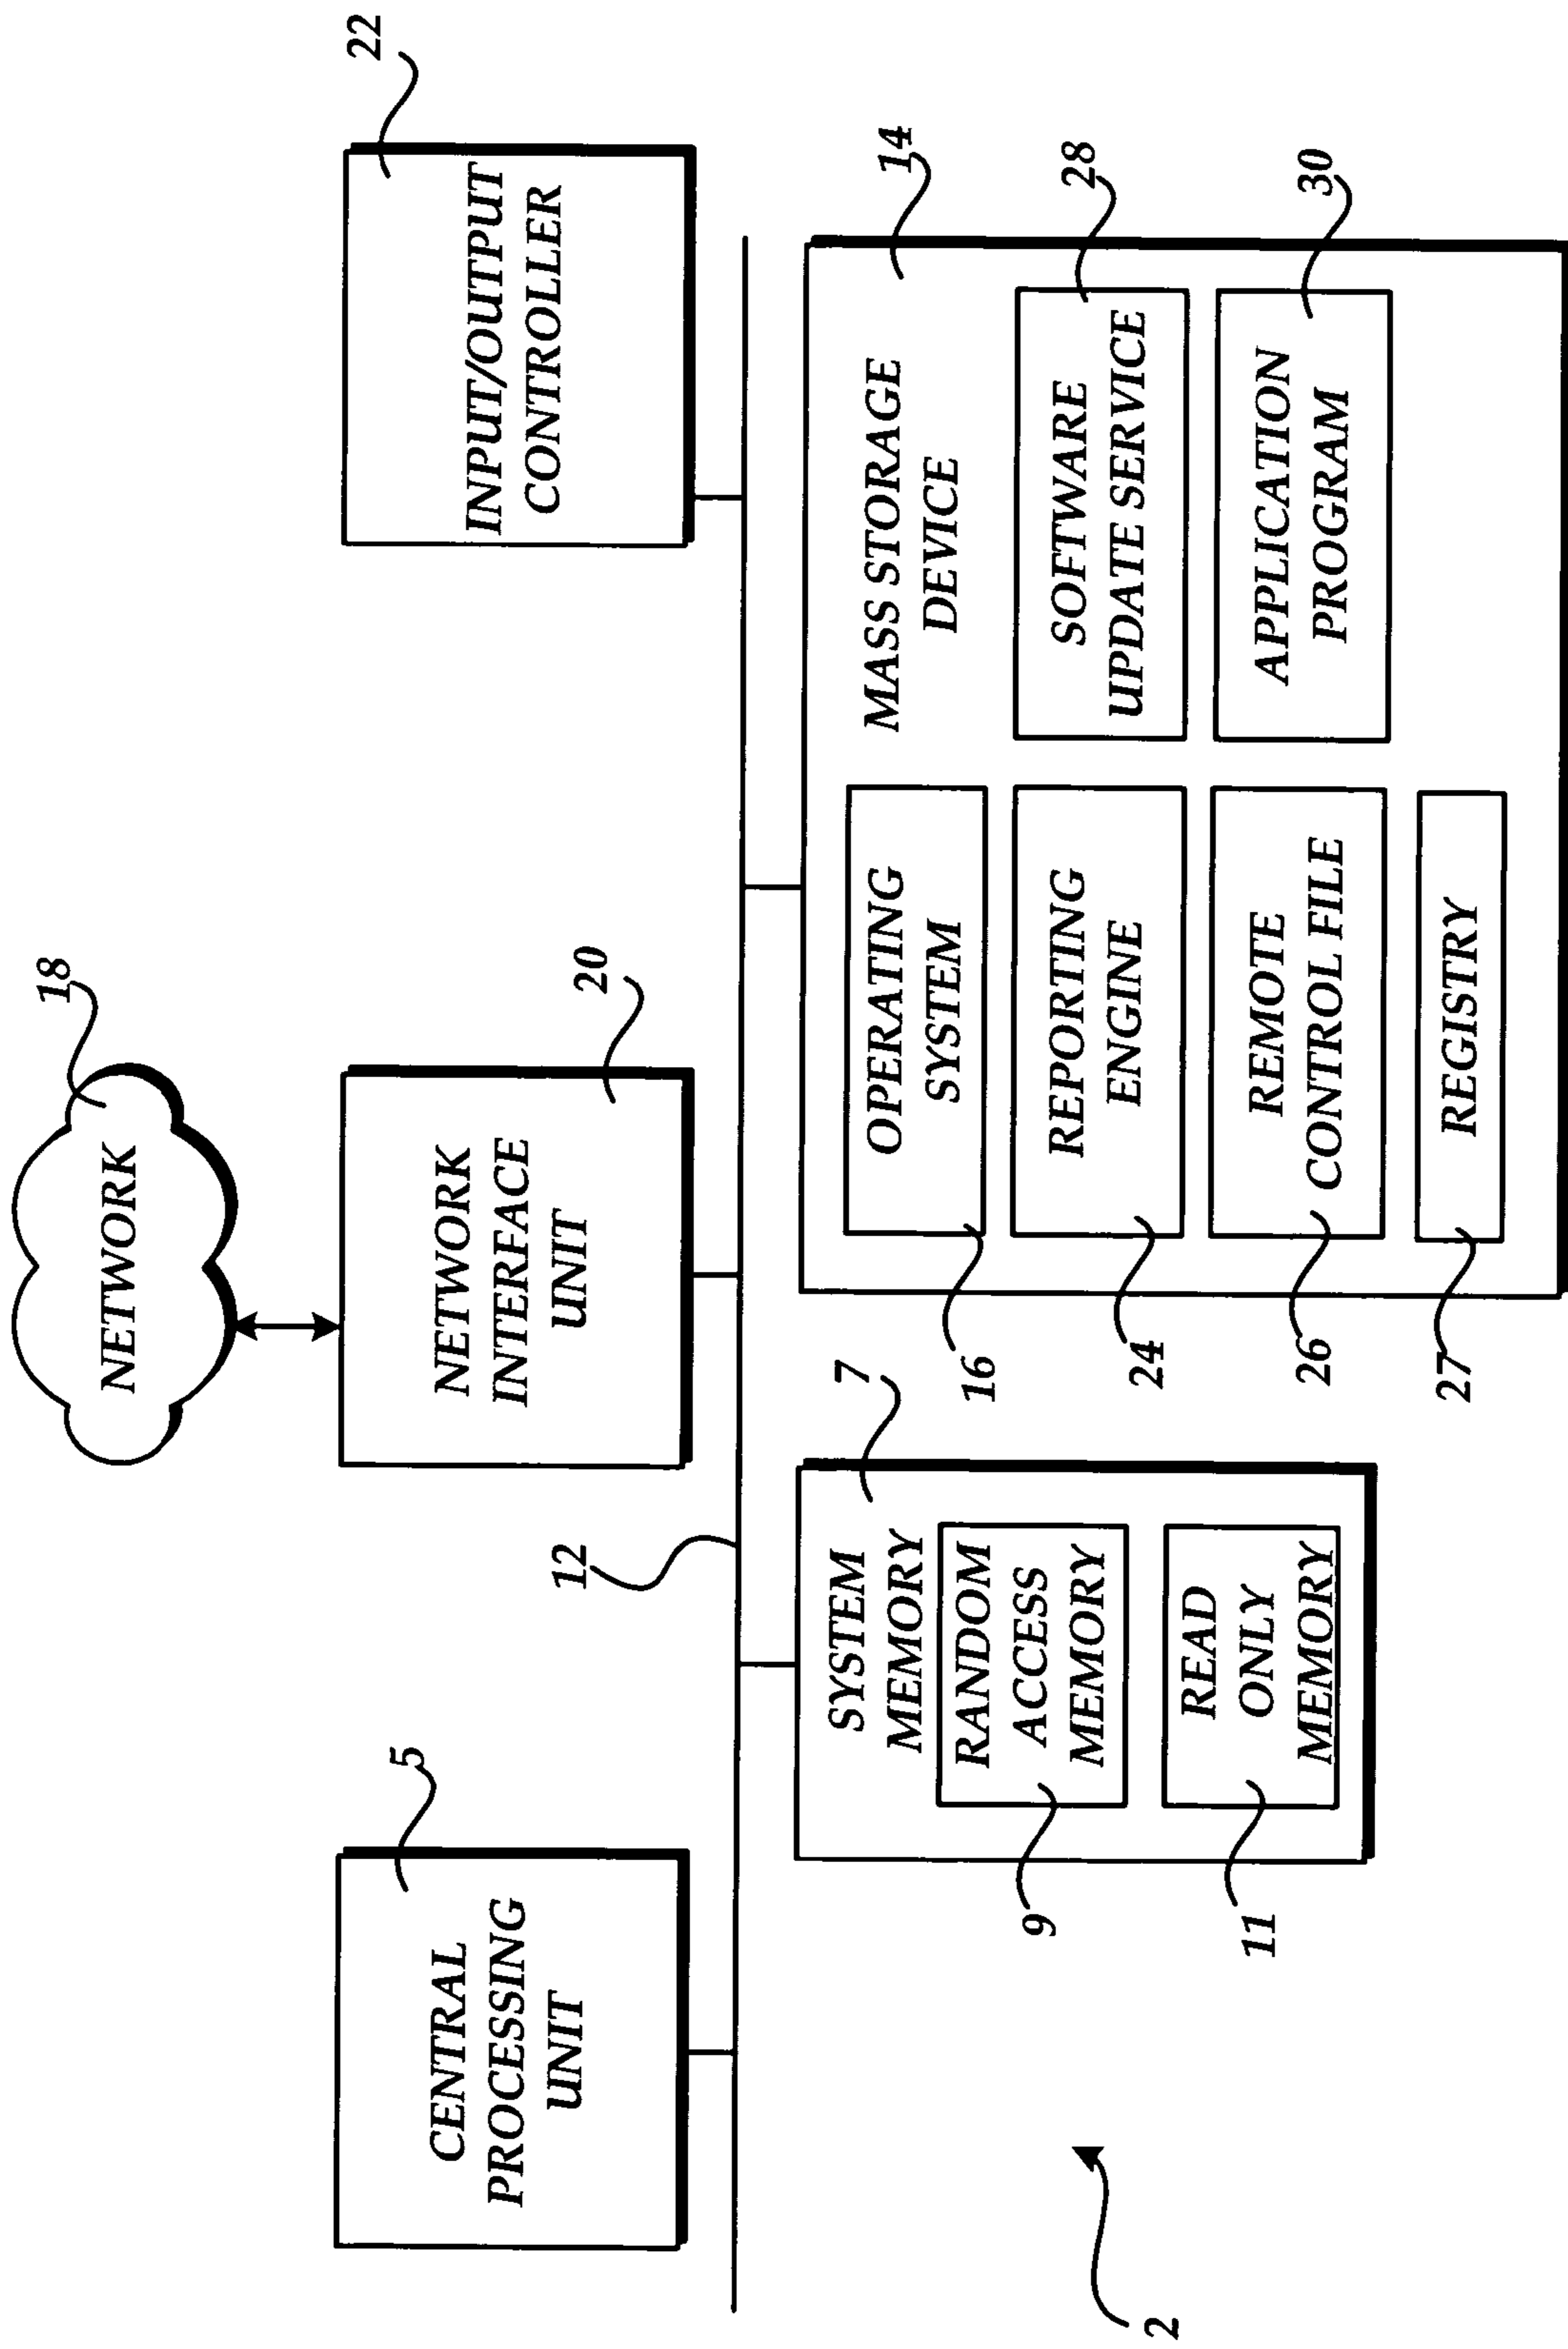 18
NETWORK
5
CENTRAL
PROCESSING
UNIT
20
NETWORK
INTERFACE
UNIT
22
INPUT/OUTPUT
CONTROLLER
12
7
SYSTEM
MEMORY
RANDOM
ACCESS
MEMORY
9
READ
ONLY
MEMORY
11
14
MASS STORAGE
DEVICE
OPERATING
SYSTEM
16
REPORTING
ENGINE
24
REMOTE
CONTROL FILE
26
REGISTRY
27
28
SOFTWARE
UPDATE SERVICE
30
APPLICATION
PROGRAM
2